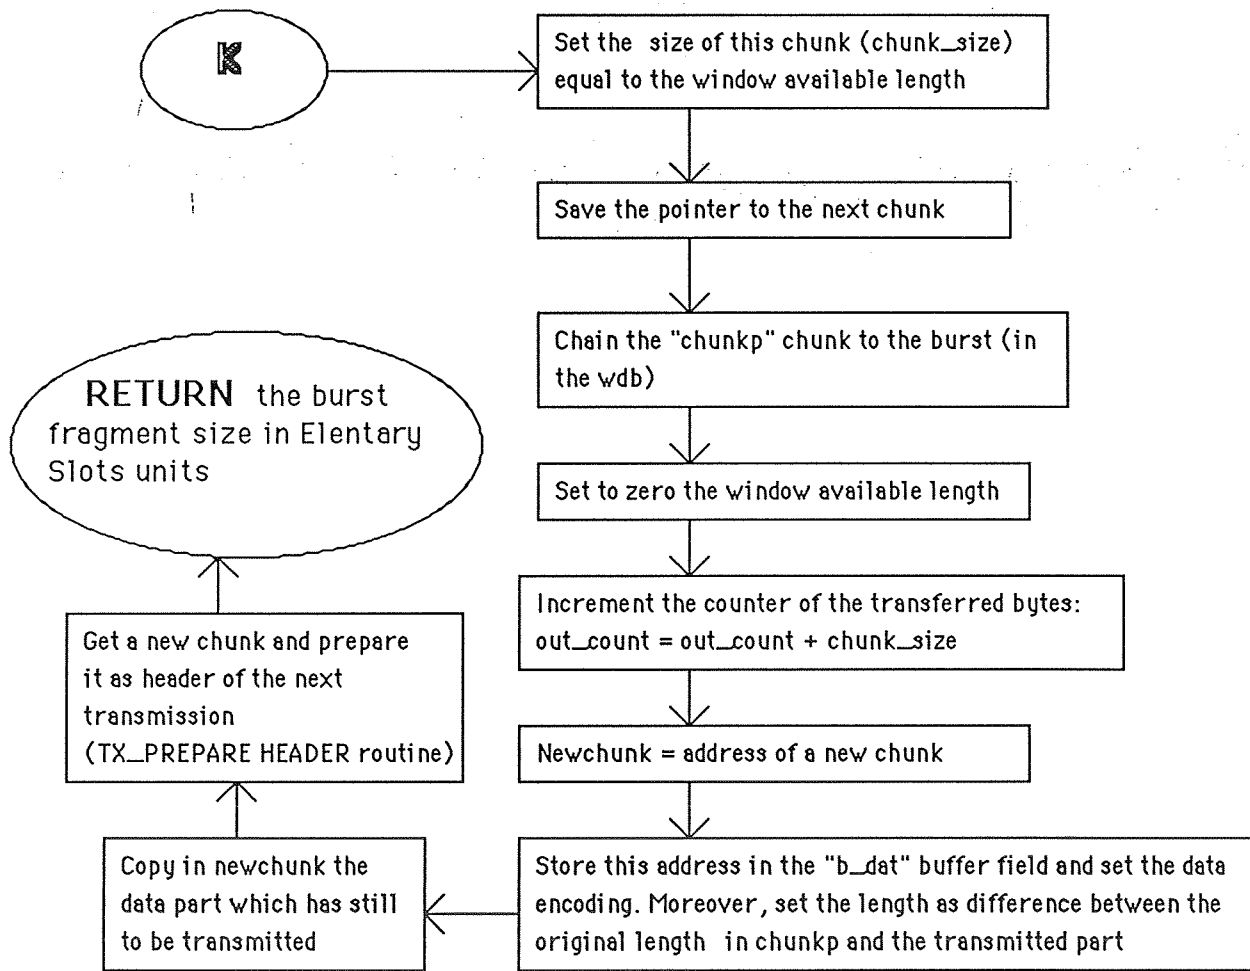 K
Set the size of this chunk (chunk_size)
equal to the window available length
Save the pointer to the next chunk
Chain the "chunkp" chunk to the burst (in
the wdb)
Set to zero the window available length
Increment the counter of the transferred bytes:
out_count = out_count + chunk_size
Newchunk = address of a new chunk
Store this address in the "b_dat" buffer field and set the data
encoding. Moreover, set the length as difference between the
original length in chunkp and the transmitted part
Copy in newchunk the
data part which has still
to be transmitted
Get a new chunk and prepare
it as header of the next
transmission
(TX_PREPARE HEADER routine)
RETURN the burst
fragment size in Elentary
Slots units